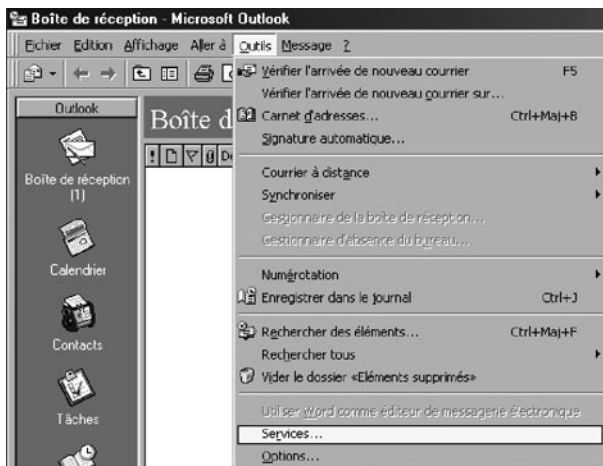 Boîte de réception - Microsoft Outlook
Fichier Edition Affichage Aller à Outils Message ?
Outlook
Boîte de réception
(1)
Calendrier
Contacts
Tâches
Boîte d
! De
Vérifier l'arrivée de nouveau courrier F5
Vérifier l'arrivée de nouveau courrier sur...
Carnet d'adresses... Ctrl+Maj+B
Signature automatique...
Courrier à distance
Synchroniser
Gestionnaire de la boîte de réception...
Gestionnaire d'absence du bureau...
Numérotation
Enregistrer dans le journal Ctrl+J
Rechercher des éléments... Ctrl+Maj+F
Rechercher tous
Vider le dossier «Eléments supprimés»
Utiliser Word comme éditeur de messagerie électronique
Services...
Options...